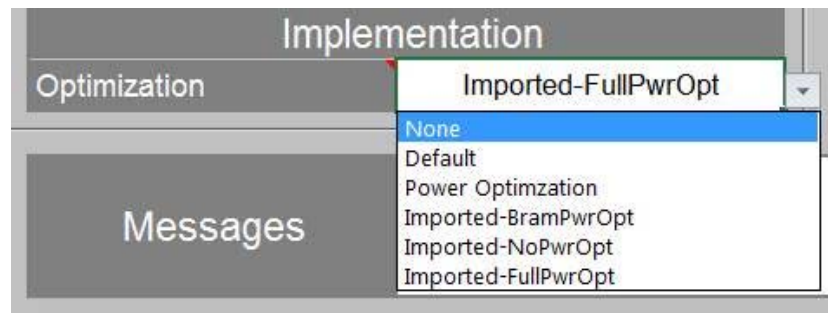 Implementation
Optimization
Imported-FullPwrOpt
None
Default
Power Optimzation
Imported-BramPwrOpt
Imported-NoPwrOpt
Imported-FullPwrOpt
Messages